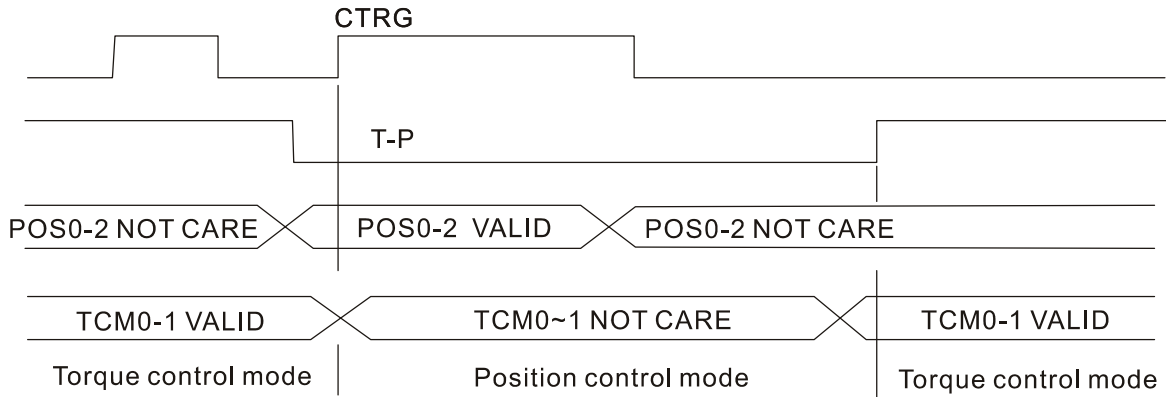 CTRG
T-P
POS0-2 NOT CARE POS0-2 VALID POS0-2 NOT CARE
TCM0-1 VALID TCM0~1 NOT CARE TCM0-1 VALID
Torque control mode Position control mode Torque control mode